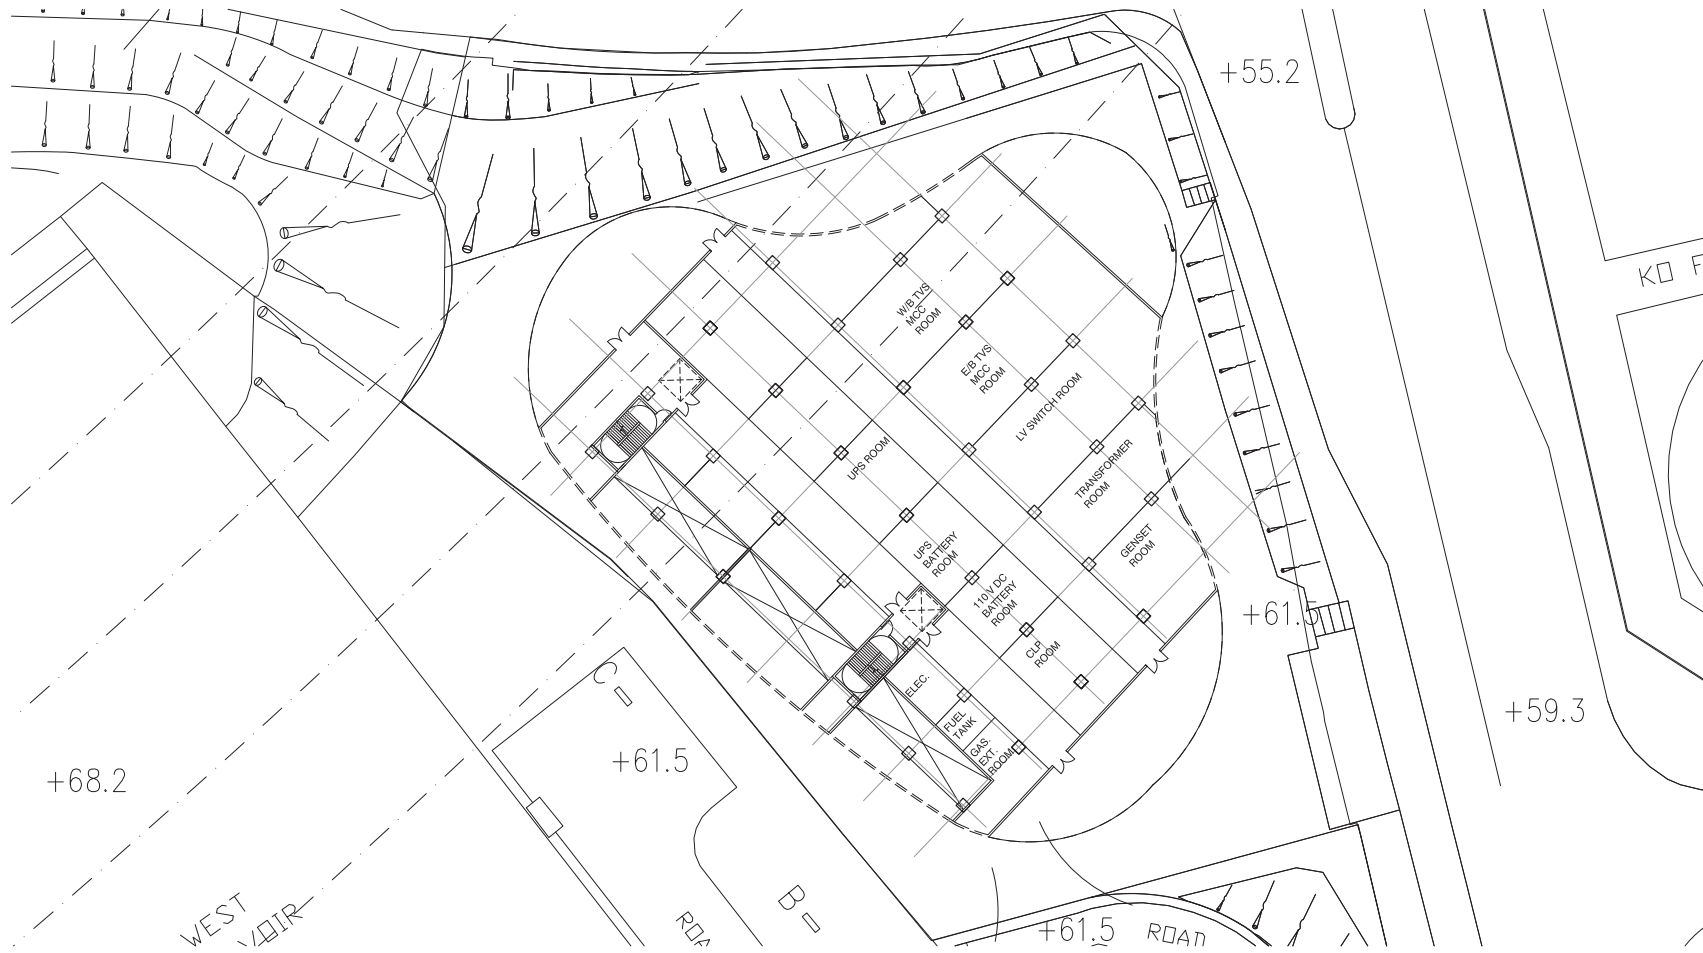 +55.2
KO F
W/B TVS
MCC
ROOM
E/B TVS
MCC
ROOM
LV SWITCH ROOM
TRANSFORMER
ROOM
GENSET
ROOM
UPS ROOM
UPS
BATTERY
ROOM
110V DC
BATTERY
ROOM
CLP
ROOM
ELEC.
FUEL
TANK
GAS.
EXT.
ROOM
+61.5
+59.3
C -
+61.5
+68.2
B -
WEST
VOIR
ROA
+61.5
ROAD